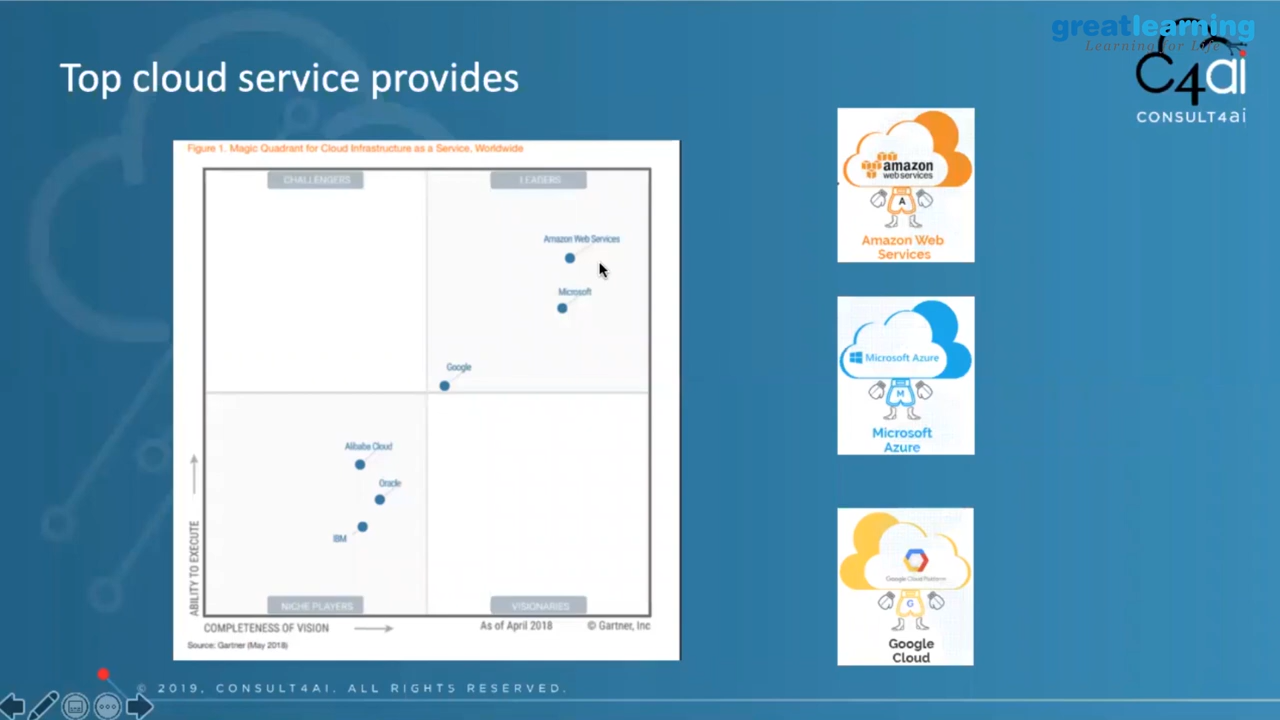 greatlearning
Learning for Life
C4ai
CONSULT4ai
Top cloud service provides
Figure 1. Magic Quadrant for Cloud Infrastructure as a Service, Worldwide
CHALLENGERS
LEADERS
Amazon Web Services
Microsoft
Google
Alibaba Cloud
Oracle
IBM
ABILITY TO EXECUTE
NICHE PLAYERS
VISIONARIES
COMPLETENESS OF VISION
As of April 2018
© Gartner, Inc
Source: Gartner (May 2018)
amazon
webservices
A
Amazon Web
Services
Microsoft Azure
M
Microsoft
Azure
Google Cloud Platform
G
Google
Cloud
© 2019, CONSULT4AI. ALL RIGHTS RESERVED.